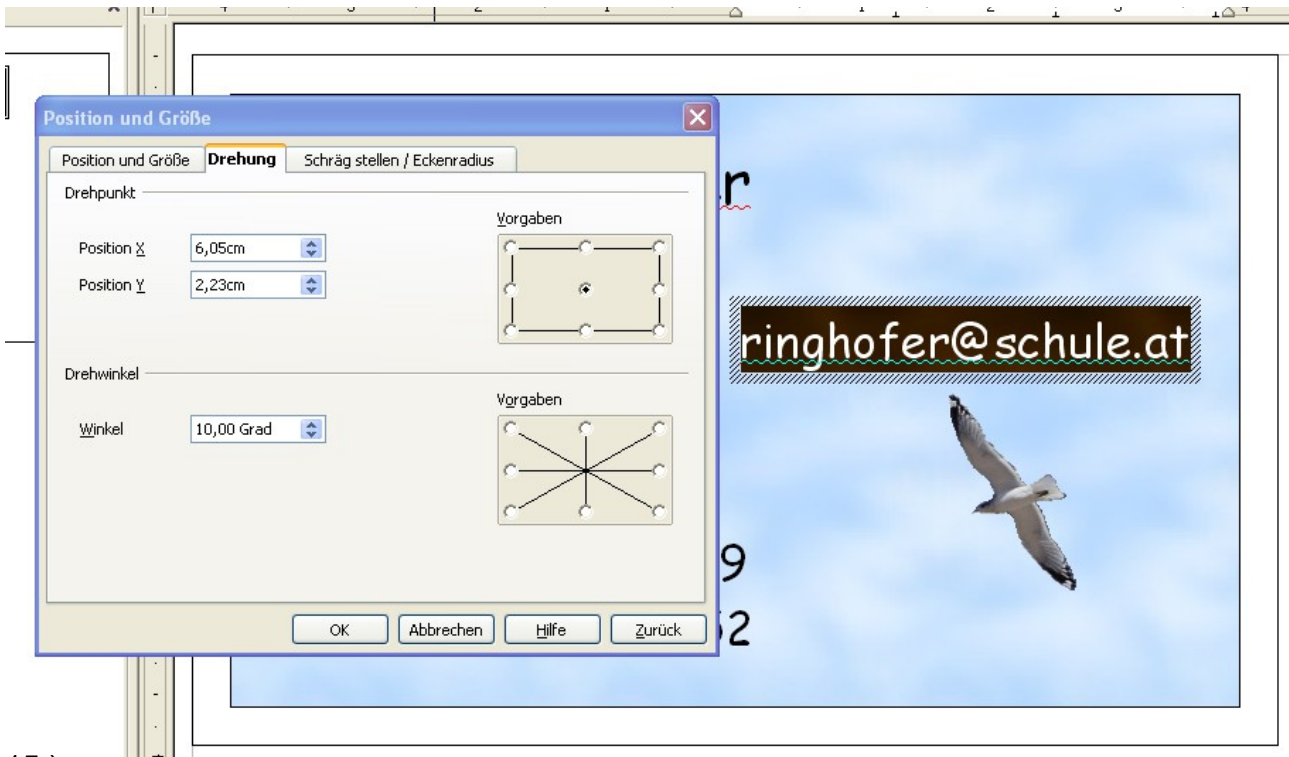 Position und Größe
Position und Größe Drehung Schräg stellen / Eckenradius
Drehpunkt
Vorgaben
Position X 6,05cm
Position Y 2,23cm
Drehwinkel
Vorgaben
Winkel 10,00 Grad
OK Abbrechen Hilfe Zurück
r
ringhofer@schule.at
9
52